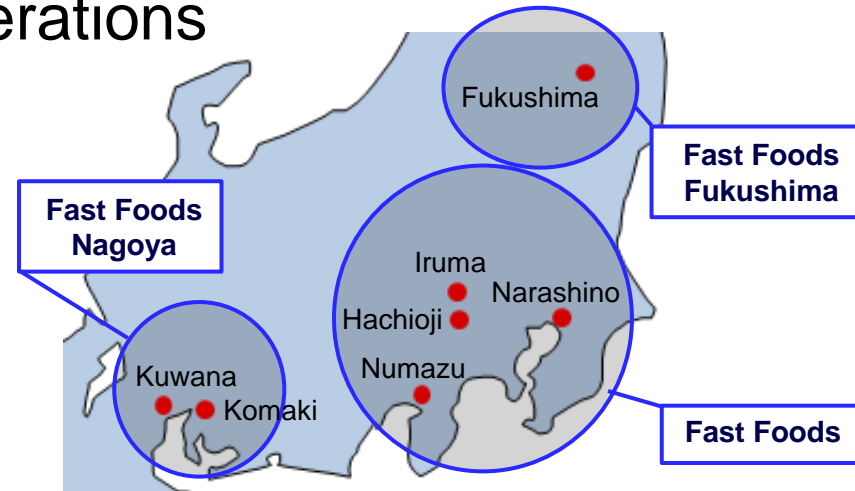 erations
Fukushima
Fast Foods
Fukushima
Fast Foods
Nagoya
Iruma
Narashino
Hachioji
Numazu
Kuwana
Komaki
Fast Foods